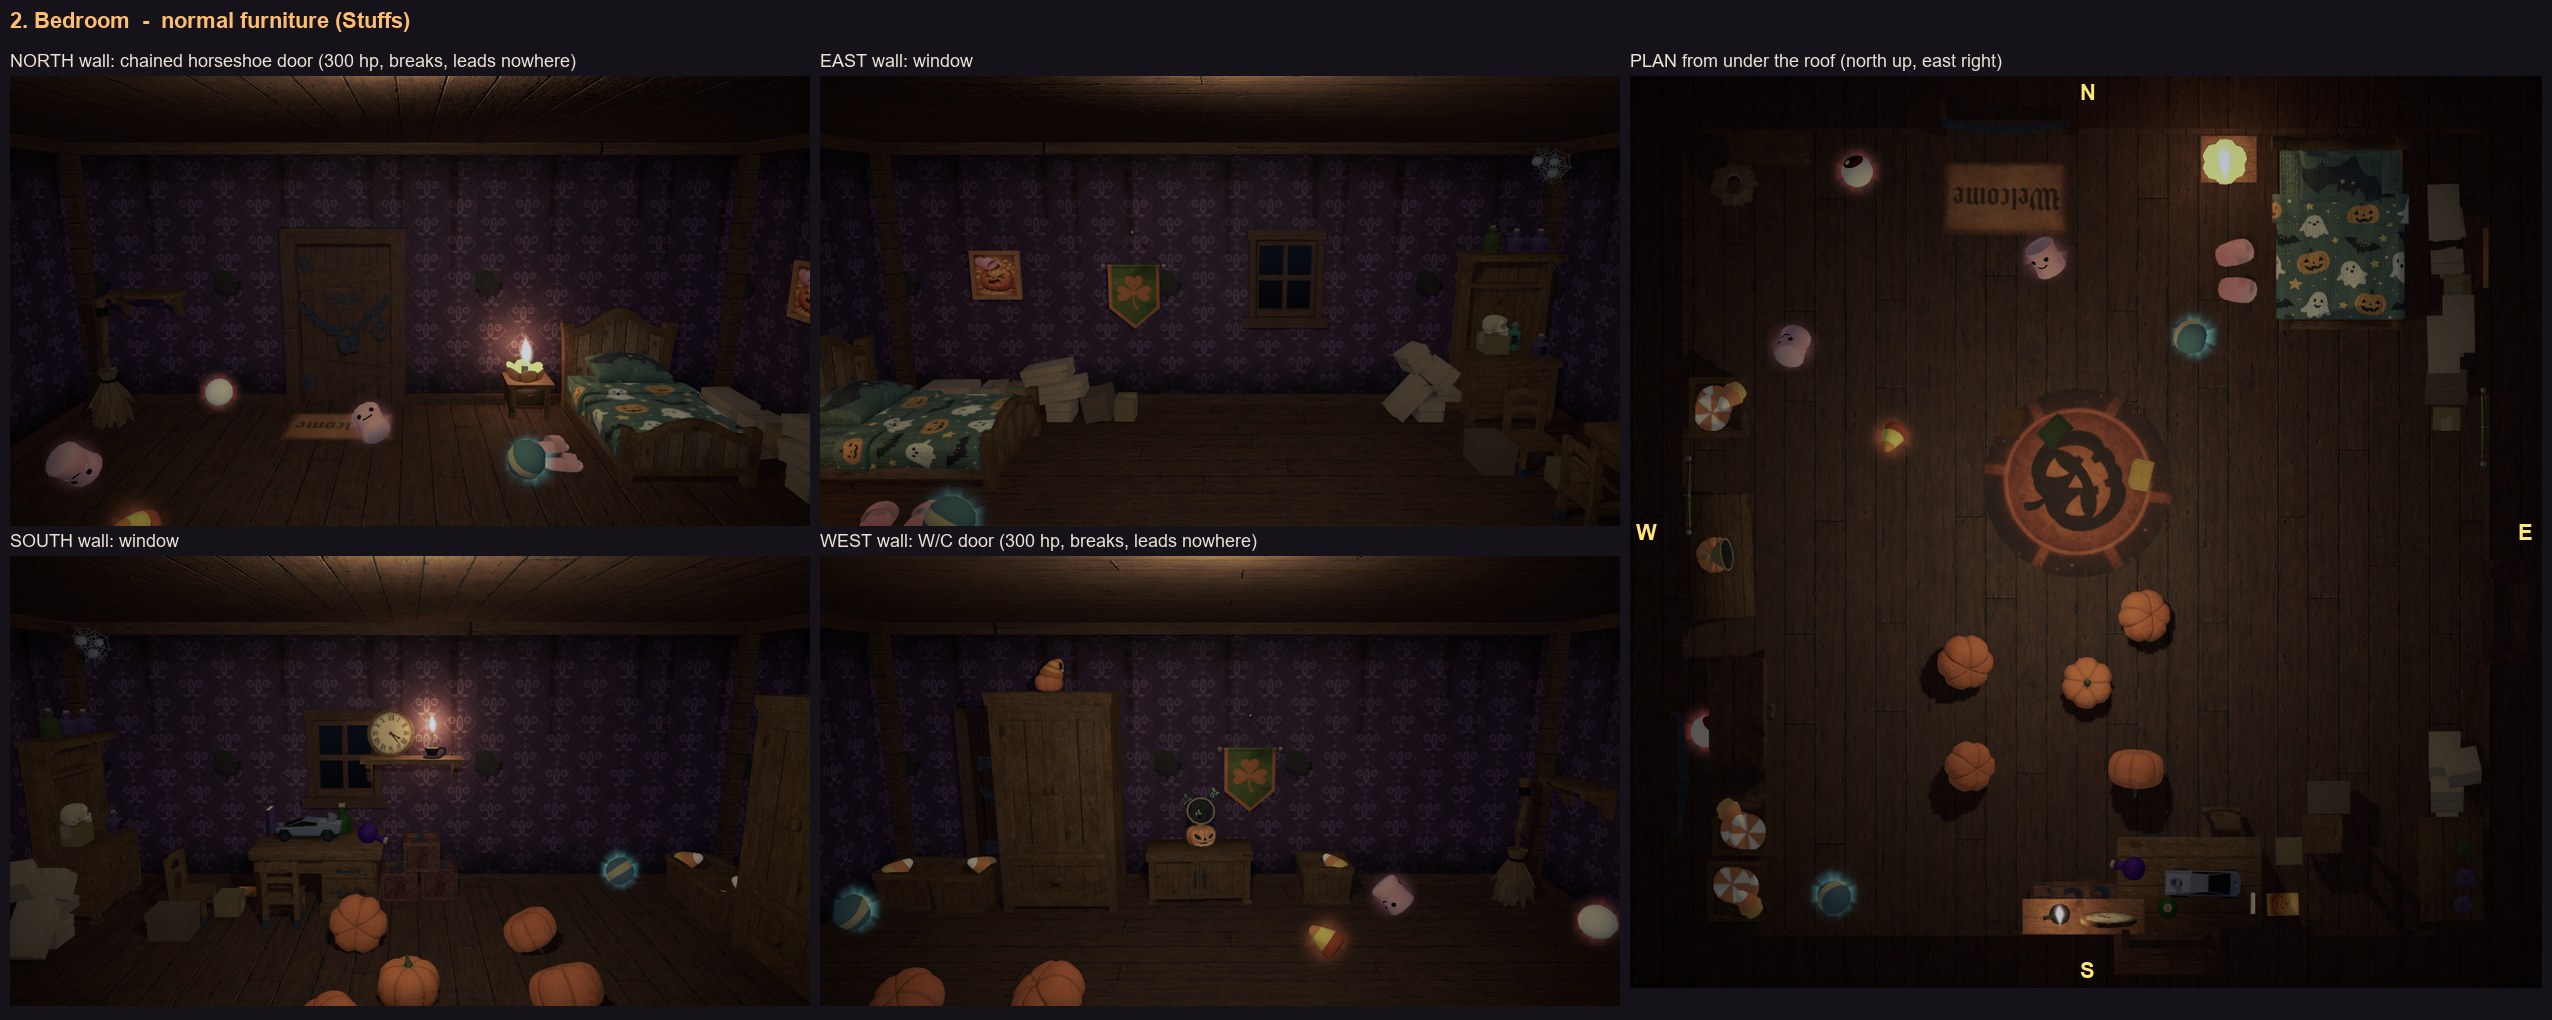 2. Bedroom - normal furniture (Stuffs)
NORTH wall: chained horseshoe door (300 hp, breaks, leads nowhere)
EAST wall: window
PLAN from under the roof (north up, east right)
N
Welcome
W
E
SOUTH wall: window
WEST wall: W/C door (300 hp, breaks, leads nowhere)
S